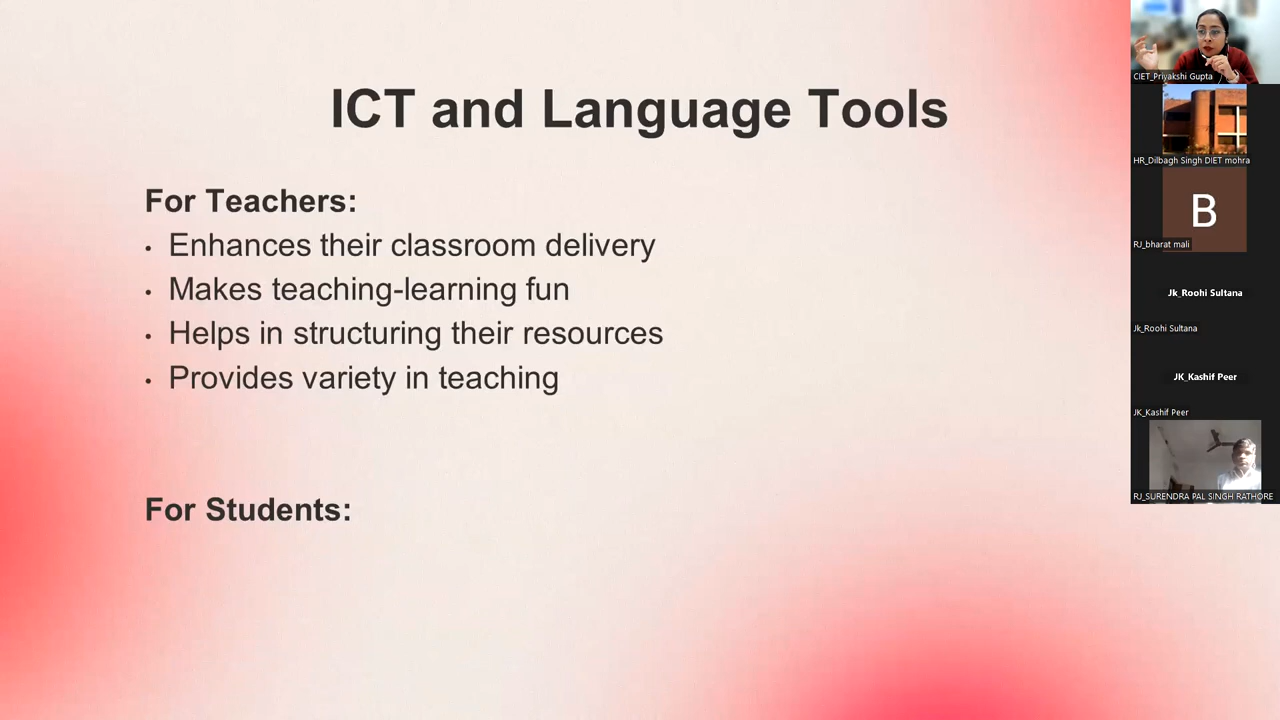 ICT and Language Tools
For Teachers:
• Enhances their classroom delivery
• Makes teaching-learning fun
• Helps in structuring their resources
• Provides variety in teaching
For Students:
CIET_Priyakshi Gupta
HR_Dilbagh Singh DIET mohra
B
RJ_bharat mali
Jk_Roohi Sultana
Jk_Roohi Sultana
JK_Kashif Peer
JK_Kashif Peer
RJ_SURENDRA PAL SINGH RATHORE